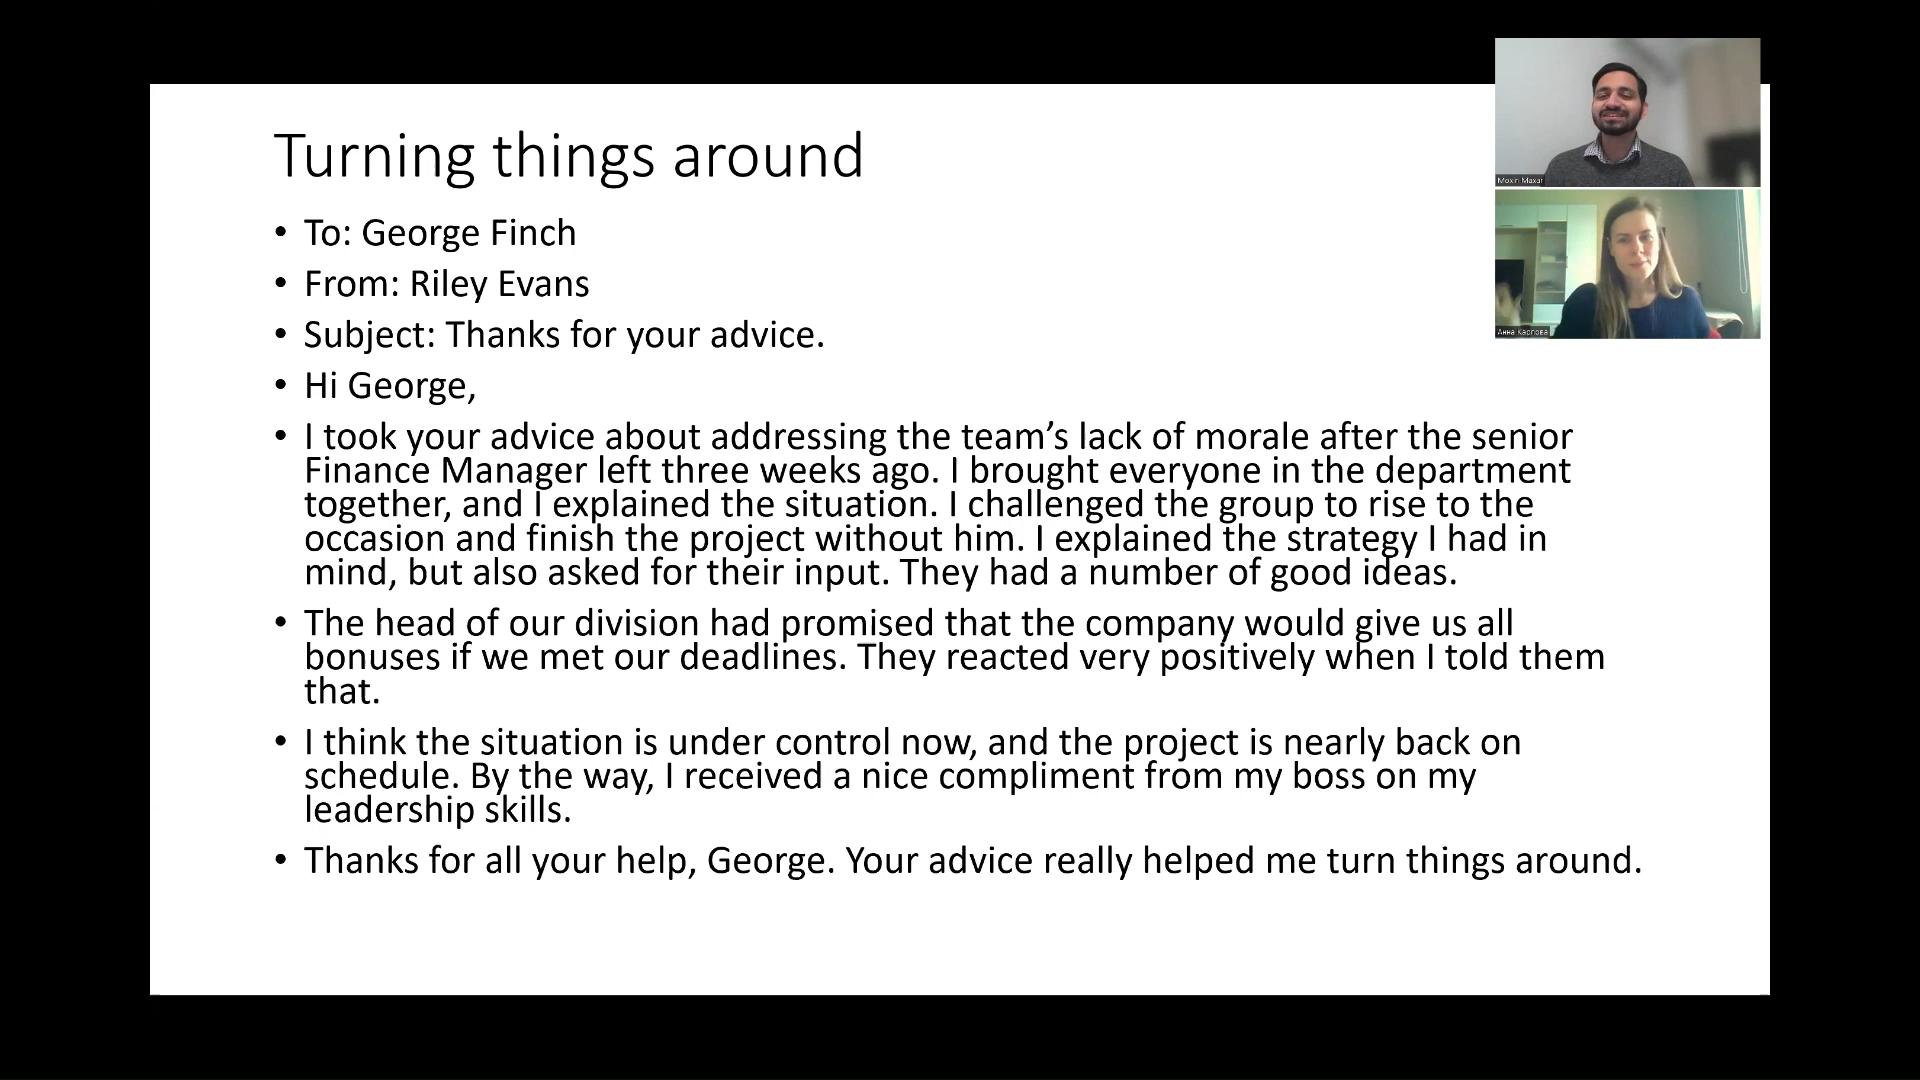 Turning things around
• To: George Finch
• From: Riley Evans
• Subject: Thanks for your advice.
• Hi George,
• I took your advice about addressing the team’s lack of morale after the senior
Finance Manager left three weeks ago. I brought everyone in the department
together, and I explained the situation. I challenged the group to rise to the
occasion and finish the project without him. I explained the strategy I had in
mind, but also asked for their input. They had a number of good ideas.
• The head of our division had promised that the company would give us all
bonuses if we met our deadlines. They reacted very positively when I told them
that.
• I think the situation is under control now, and the project is nearly back on
schedule. By the way, I received a nice compliment from my boss on my
leadership skills.
• Thanks for all your help, George. Your advice really helped me turn things around.
Анна Карпова